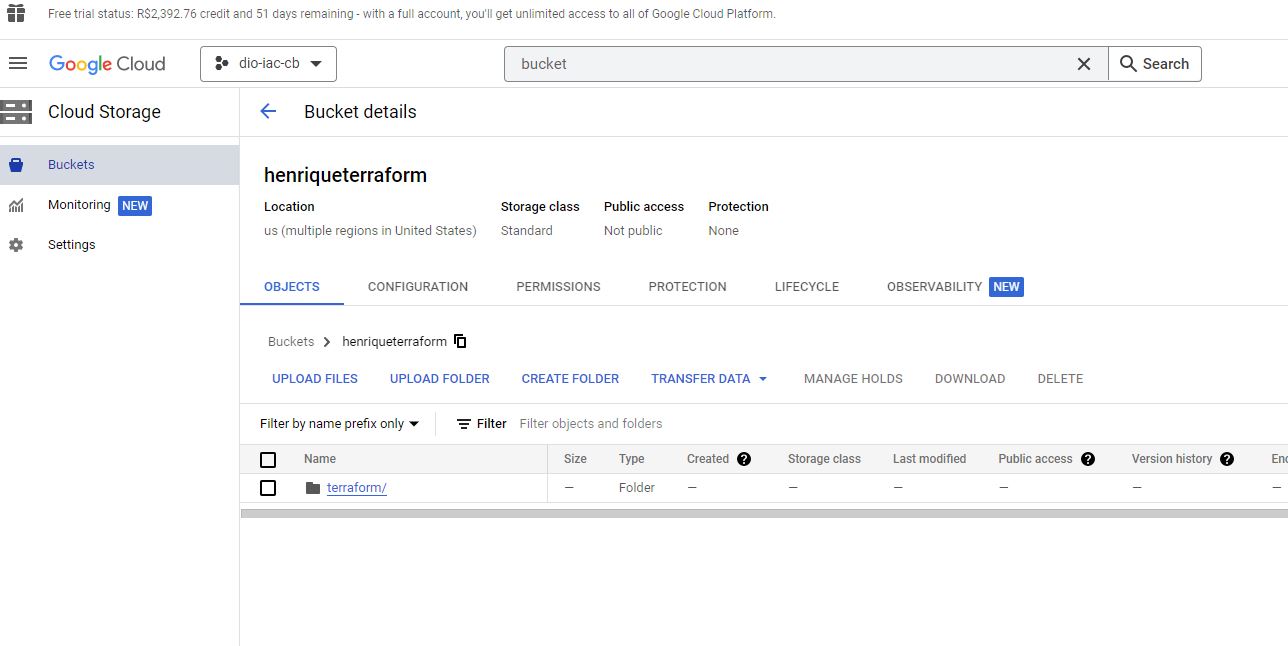 Free trial status: R$2,392.76 credit and 51 days remaining - with a full account, you'll get unlimited access to all of Google Cloud Platform.
Google Cloud dio-iac-cb bucket Search
Cloud Storage
Bucket details
Buckets
Monitoring NEW
Settings
henriqueterraform
Location Storage class Public access Protection
us (multiple regions in United States) Standard Not public None
OBJECTS CONFIGURATION PERMISSIONS PROTECTION LIFECYCLE OBSERVABILITY NEW
Buckets henriqueterraform
UPLOAD FILES UPLOAD FOLDER CREATE FOLDER TRANSFER DATA MANAGE HOLDS DOWNLOAD DELETE
Filter by name prefix only Filter Filter objects and folders
Name Size Type Created Storage class Last modified Public access Version history Enc
terraform/ — Folder — — — — — —